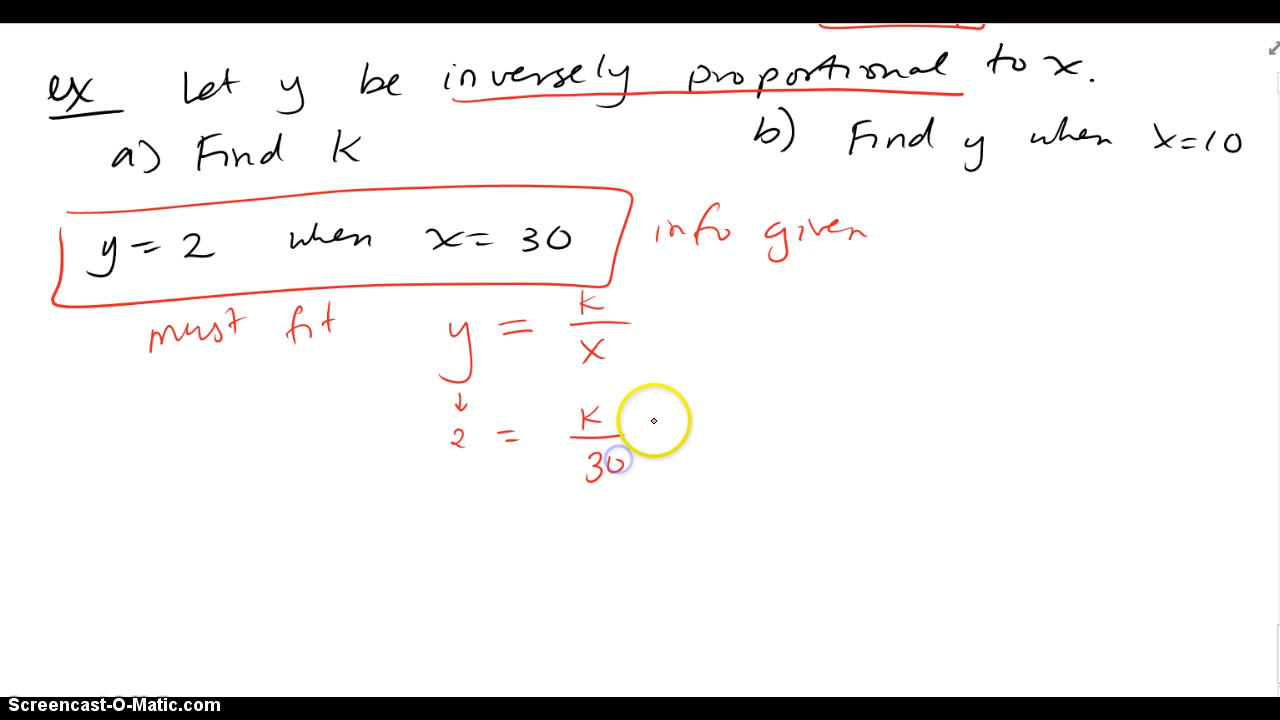 ex Let y be inversely proportional to x.
a) Find k
b) Find y when x=10
y = 2 when x = 30
info given
must fit
y = k/x
↓
2 = k/30
Screencast-O-Matic.com